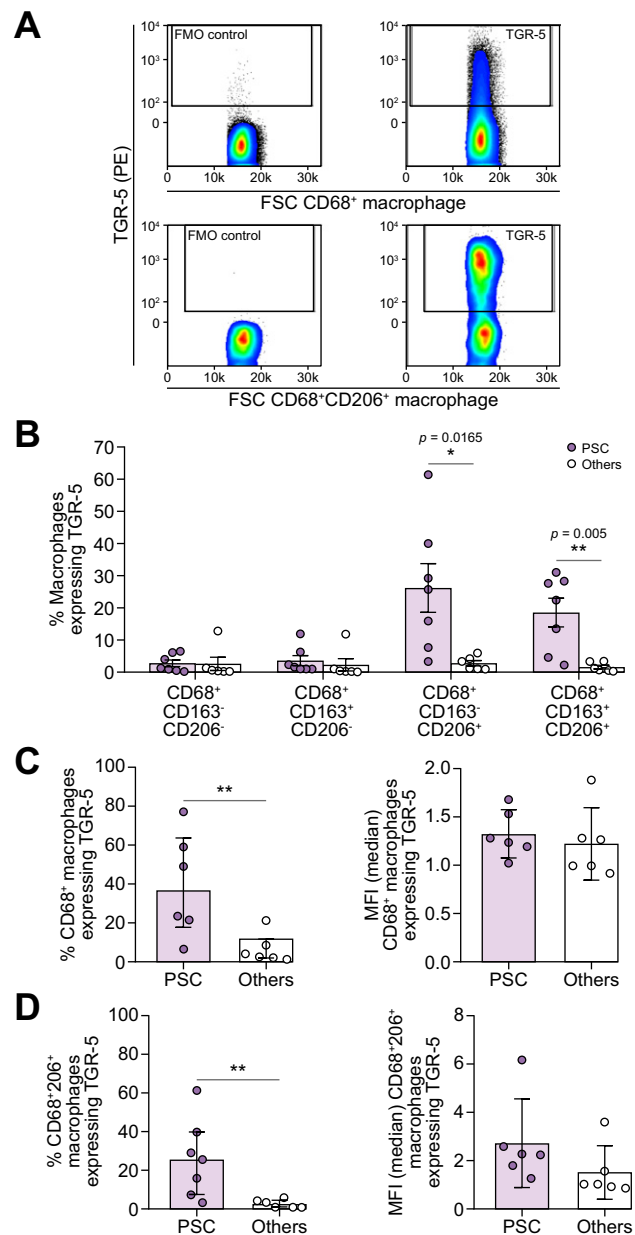 A
TGR-5 (PE)
10⁴
10³
10²
0
FMO control
0 10k 20k 30k
10⁴
10³
10²
0
TGR-5
0 10k 20k 30k
FSC CD68⁺ macrophage
10⁴
10³
10²
0
FMO control
0 10k 20k 30k
10⁴
10³
10²
0
TGR-5
0 10k 20k 30k
FSC CD68⁺CD206⁺ macrophage
B
% Macrophages
expressing TGR-5
70
60
50
40
30
20
10
0
p = 0.0165
*
p = 0.005
**
PSC
Others
CD68⁺
CD163⁻
CD206⁻
CD68⁺
CD163⁺
CD206⁻
CD68⁺
CD163⁻
CD206⁺
CD68⁺
CD163⁺
CD206⁺
C
% CD68⁺ macrophages
expressing TGR-5
100
80
60
40
20
0
**
PSC Others
MFI (median)
CD68⁺ macrophages
expressing TGR-5
2.0
1.5
1.0
0.5
0.0
PSC Others
D
% CD68⁺206⁺
macrophages
expressing TGR-5
100
80
60
40
20
0
**
PSC Others
MFI (median) CD68⁺206⁺
macrophages
expressing TGR-5
8
6
4
2
0
PSC Others